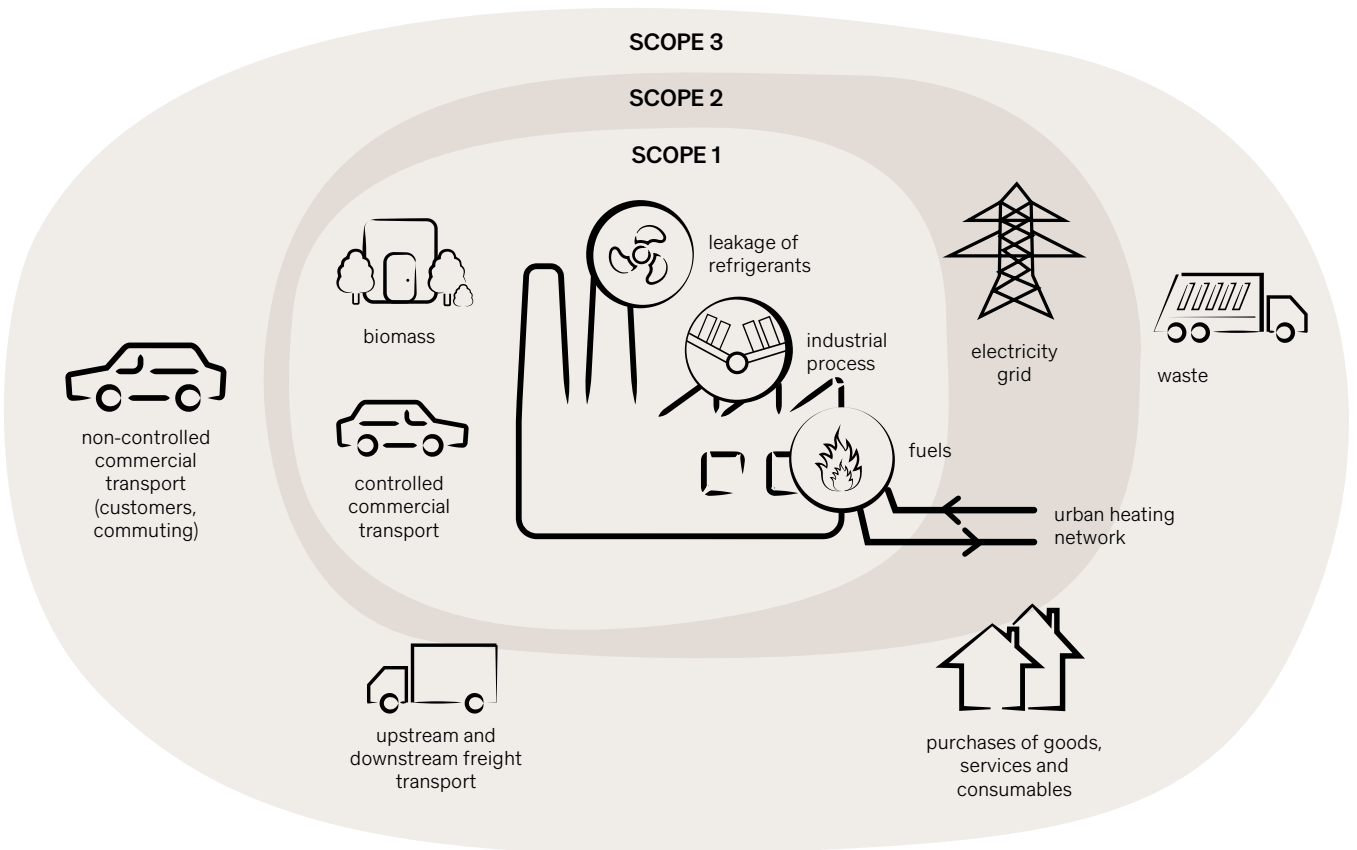 SCOPE 3
SCOPE 2
SCOPE 1
leakage of
refrigerants
biomass
industrial
process
electricity
grid
waste
non-controlled
commercial
transport
(customers,
commuting)
controlled
commercial
transport
fuels
urban heating
network
upstream and
downstream freight
transport
purchases of goods,
services and
consumables